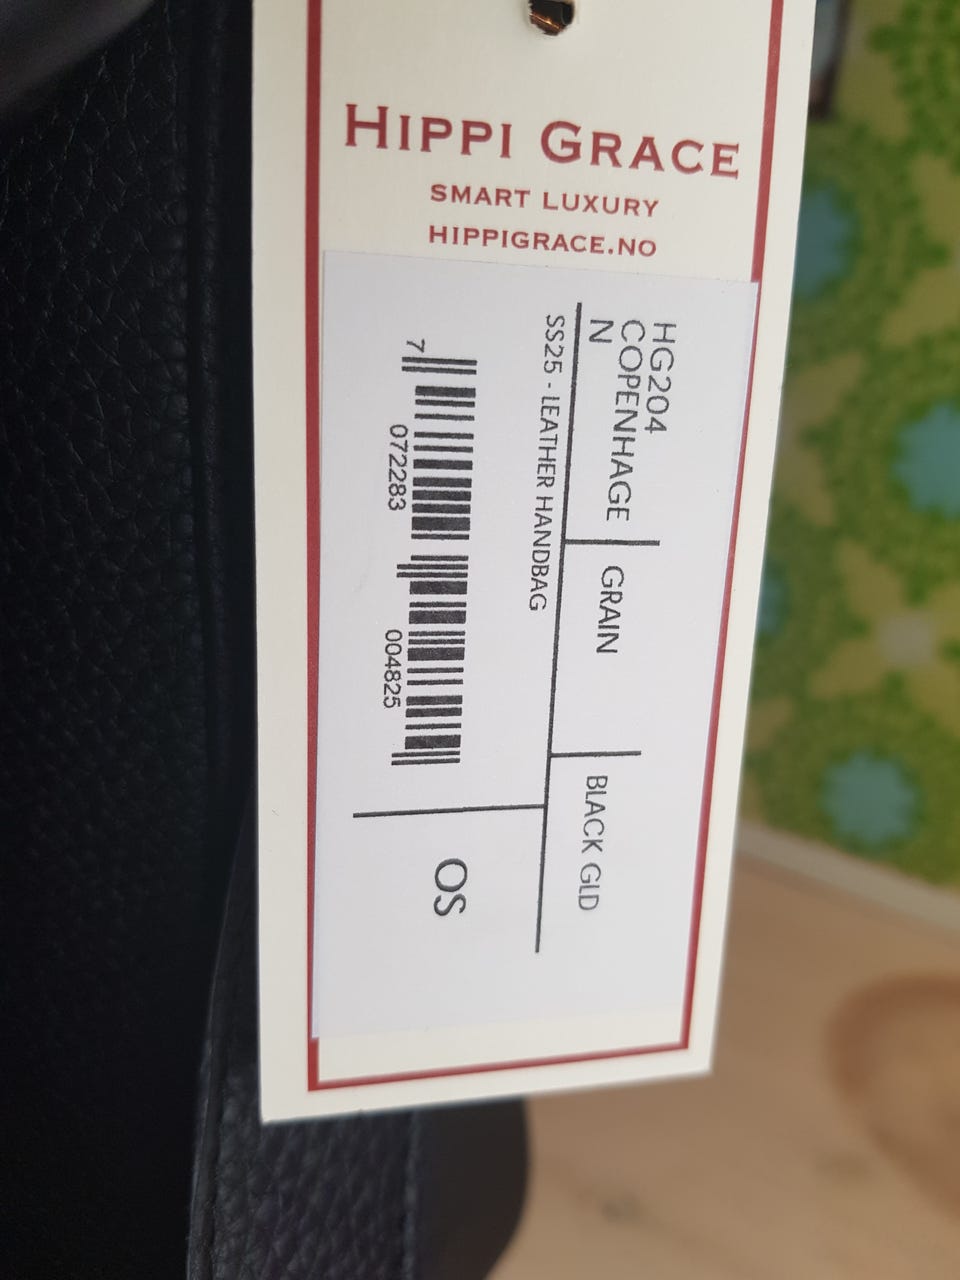 HIPPI GRACE
SMART LUXURY
HIPPIGRACE.NO
HG204
COPENHAGE
N
GRAIN
BLACK GLD
SS25 - LEATHER HANDBAG
7 072283 004825
OS